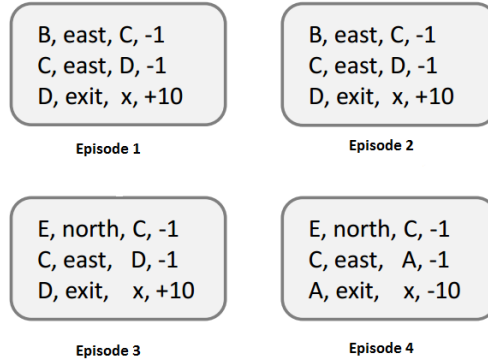 B, east, C, -1
C, east, D, -1
D, exit, x, +10
Episode 1
B, east, C, -1
C, east, D, -1
D, exit, x, +10
Episode 2
E, north, C, -1
C, east, D, -1
D, exit, x, +10
Episode 3
E, north, C, -1
C, east, A, -1
A, exit, x, -10
Episode 4